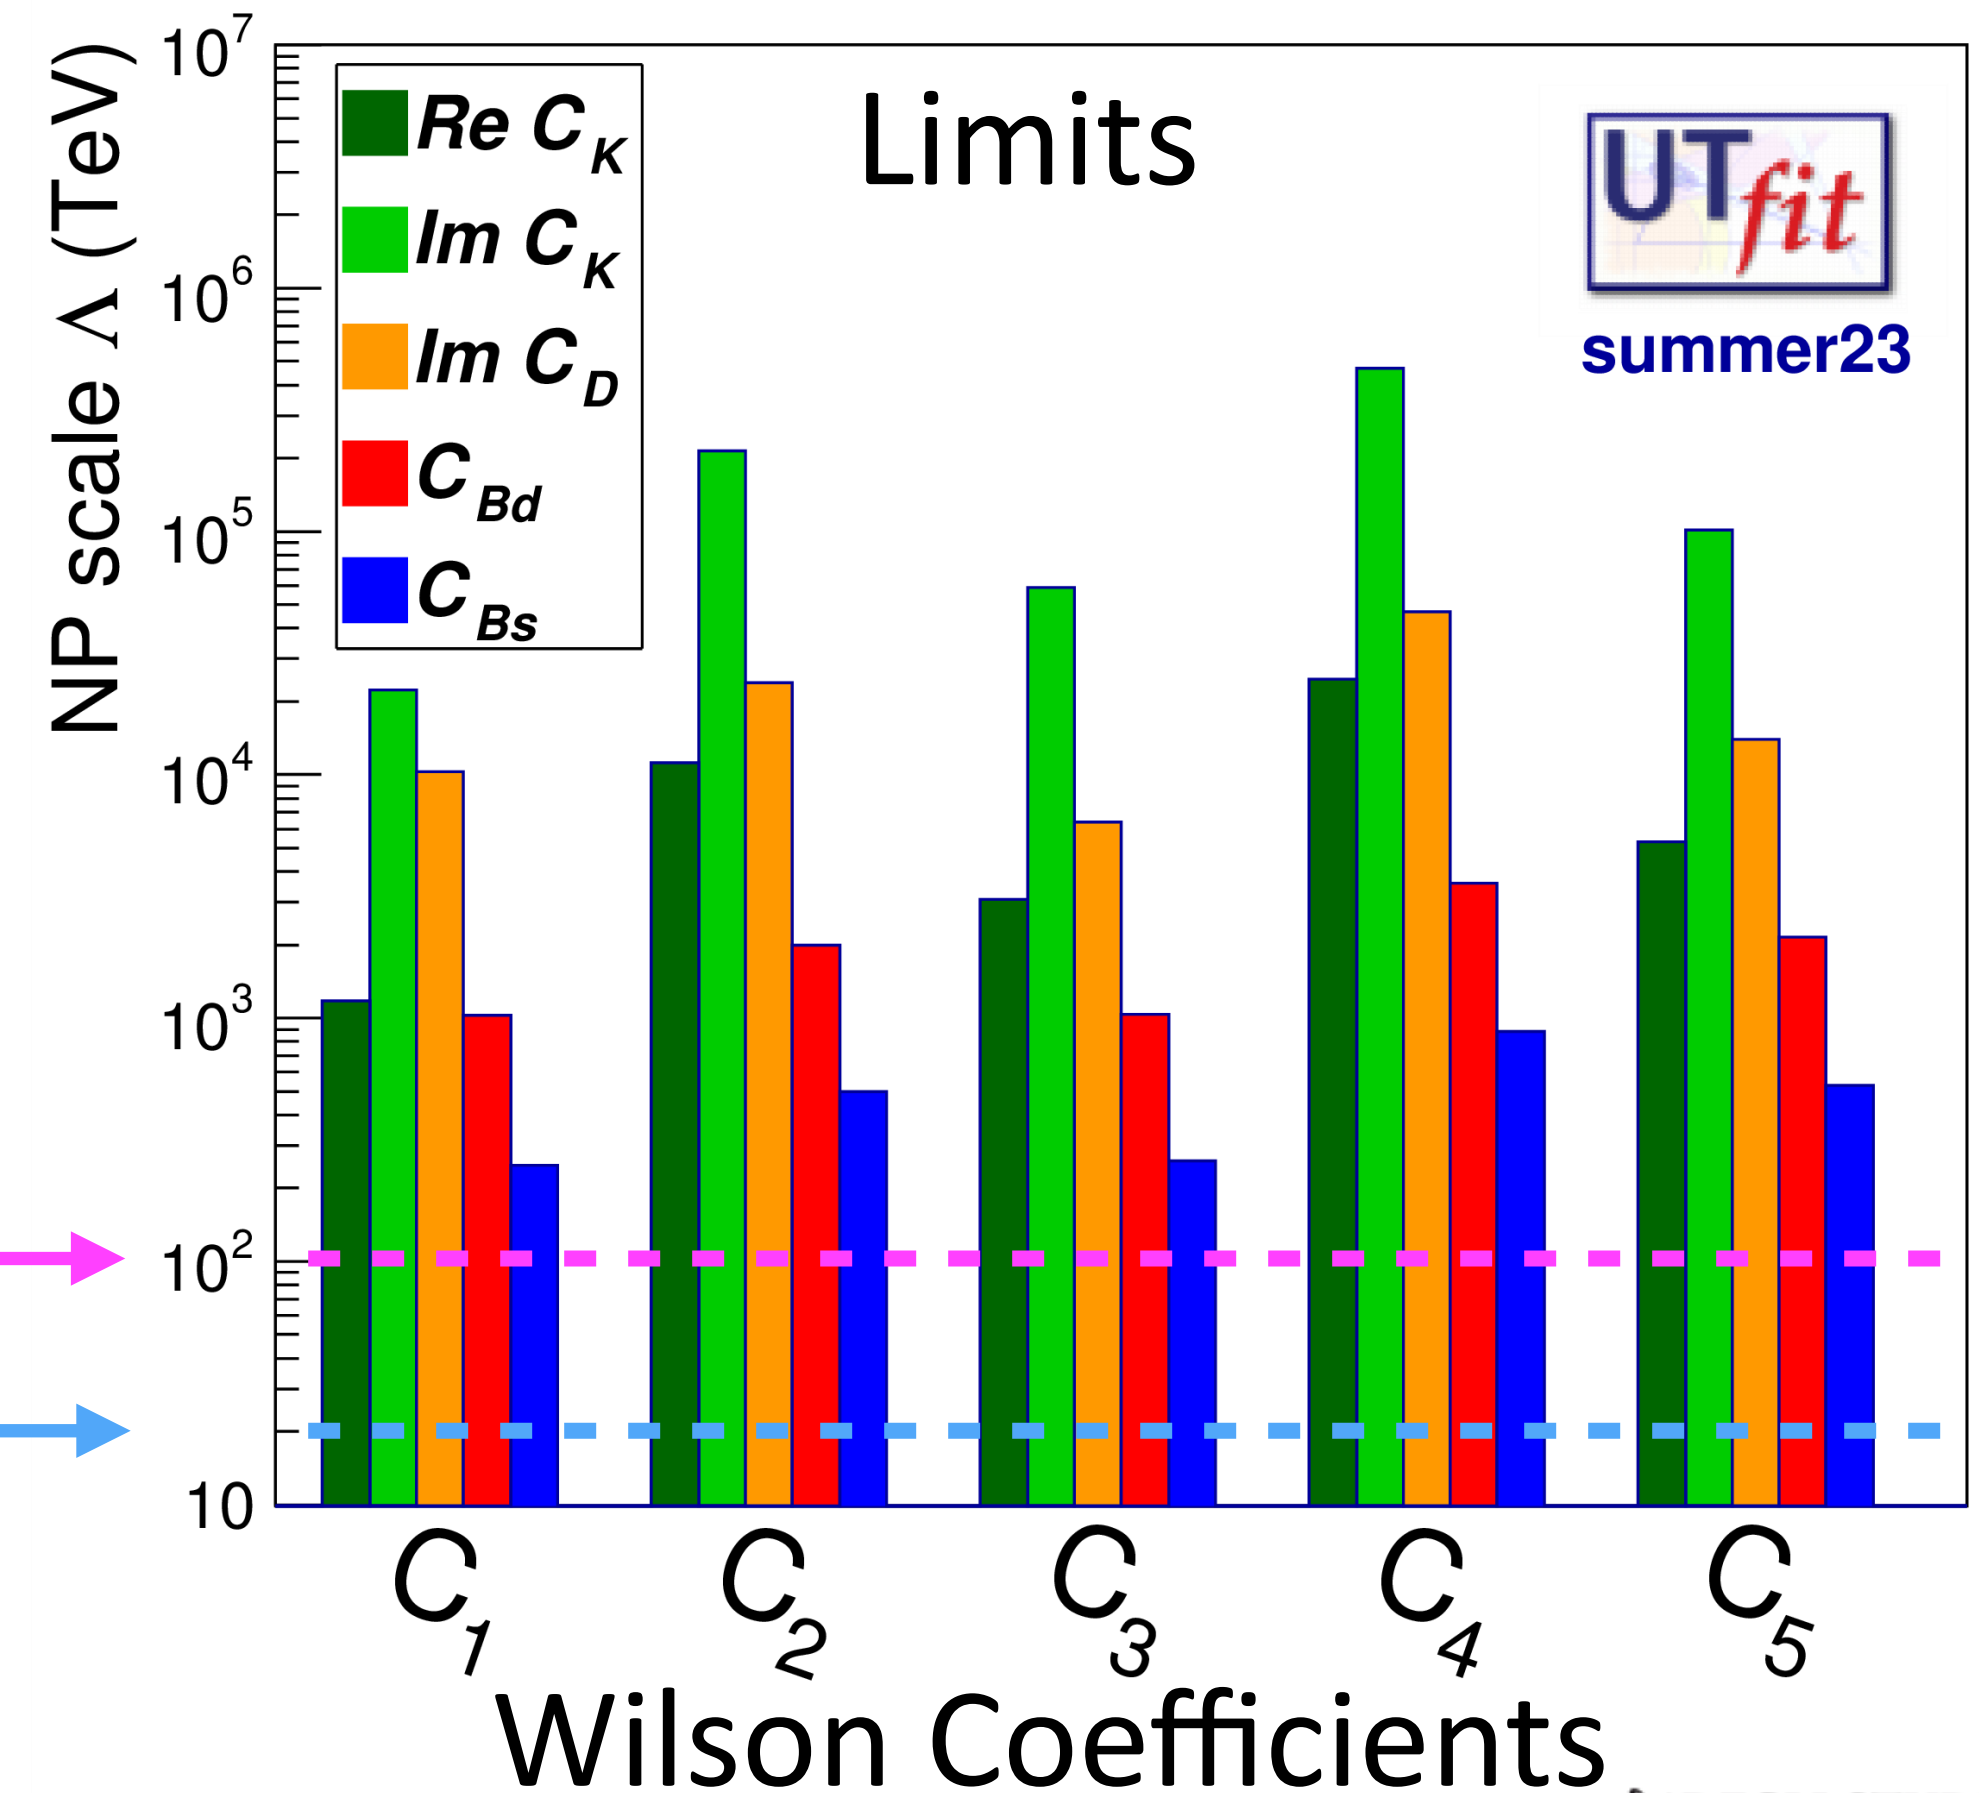 Limits
NP scale Λ (TeV)
10^7
10^6
10^5
10^4
10^3
10^2
10
Re C_K
Im C_K
Im C_D
C_Bd
C_Bs
UTfit
summer23
C_1 C_2 C_3 C_4 C_5
Wilson Coefficients